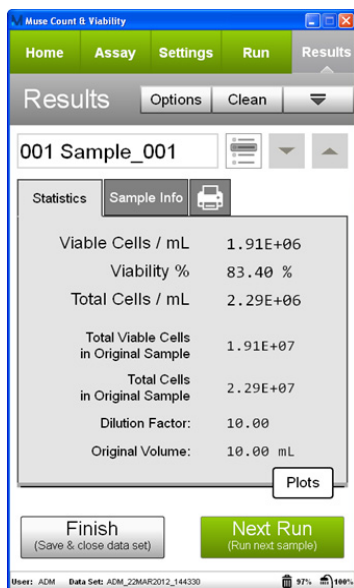 Muse Count & Viability
Home Assay Settings Run Results
Results Options Clean
001 Sample_001
Statistics Sample Info
Viable Cells / mL 1.91E+06
Viability % 83.40 %
Total Cells / mL 2.29E+06
Total Viable Cells
in Original Sample 1.91E+07
Total Cells
in Original Sample 2.29E+07
Dilution Factor: 10.00
Original Volume: 10.00 mL
Plots
Finish Next Run
(Save & close data set) (Run next sample)
User: ADM Data Set: ADM_22MAR2012_144330 97% 100%